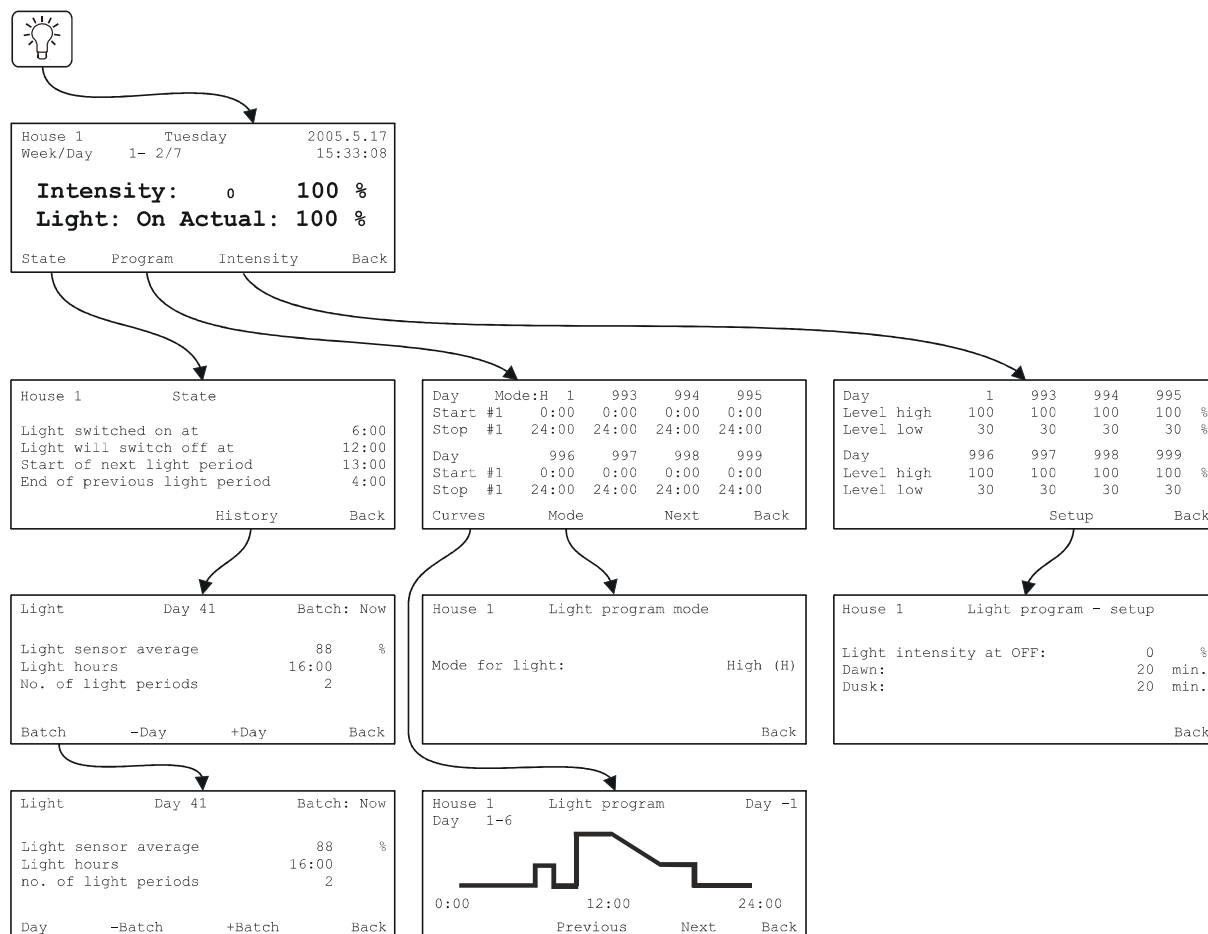 House 1 Tuesday 2005.5.17
Week/Day 1- 2/7 15:33:08
Intensity: 0 100 %
Light: On Actual: 100 %
State Program Intensity Back
House 1 State
Light switched on at 6:00
Light will switch off at 12:00
Start of next light period 13:00
End of previous light period 4:00
History Back
Day Mode:H 1 993 994 995
Start #1 0:00 0:00 0:00 0:00
Stop #1 24:00 24:00 24:00 24:00
Day 996 997 998 999
Start #1 0:00 0:00 0:00 0:00
Stop #1 24:00 24:00 24:00 24:00
Curves Mode Next Back
Day 1 993 994 995
Level high 100 100 100 100 %
Level low 30 30 30 30 %
Day 996 997 998 999
Level high 100 100 100 100 %
Level low 30 30 30 30
Setup Back
Light Day 41 Batch: Now
Light sensor average 88 %
Light hours 16:00
No. of light periods 2
Batch -Day +Day Back
House 1 Light program mode
Mode for light: High (H)
Back
House 1 Light program - setup
Light intensity at OFF: 0 %
Dawn: 20 min.
Dusk: 20 min.
Back
Light Day 41 Batch: Now
Light sensor average 88 %
Light hours 16:00
no. of light periods 2
Day -Batch +Batch Back
House 1 Light program Day -1
Day 1-6
0:00 12:00 24:00
Previous Next Back